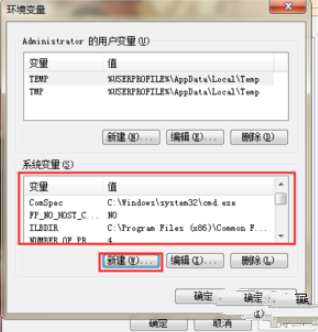 环境变量
Administrator 的用户变量(U)
变量 值
TEMP %USERPROFILE%\AppData\Local\Temp
TMP %USERPROFILE%\AppData\Local\Temp
新建(N)... 编辑(E)... 删除(D)
系统变量(S)
变量 值
ComSpec C:\Windows\system32\cmd.exe
FP_NO_HOST_C... NO
ILBDIR C:\Program Files (x86)\Common F...
NUMBER_OF_PR... 4
新建(W)... 编辑(I)... 删除(L)
确定 确定
确定 取消